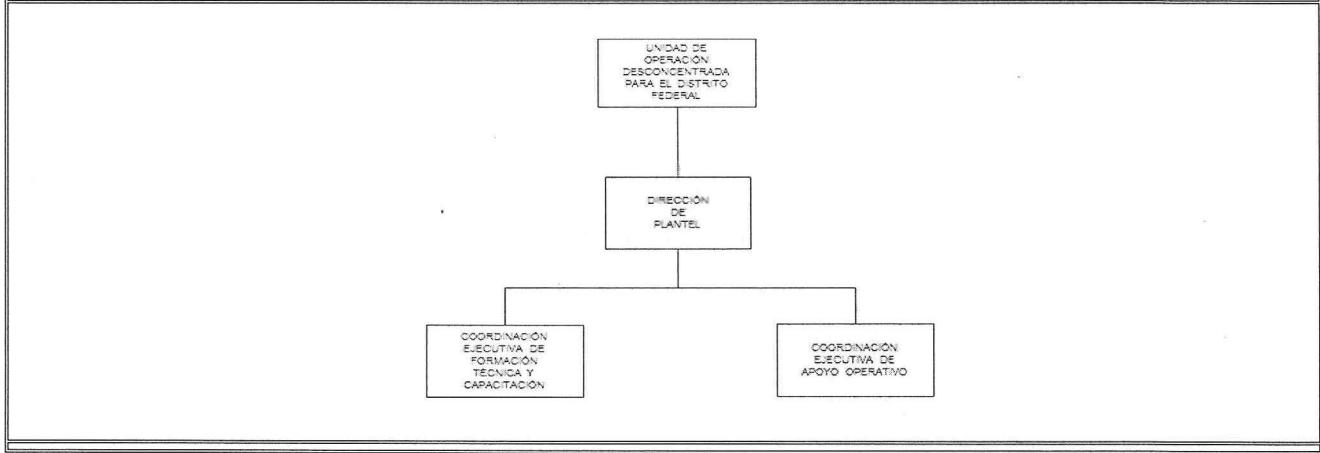 UNIDAD DE
OPERACIÓN
DESCONCENTRADA
PARA EL DISTRITO
FEDERAL
DIRECCIÓN
DE
PLANTEL
COORDINACIÓN
EJECUTIVA DE
FORMACIÓN
TÉCNICA Y
CAPACITACIÓN
COORDINACIÓN
EJECUTIVA DE
APOYO OPERATIVO